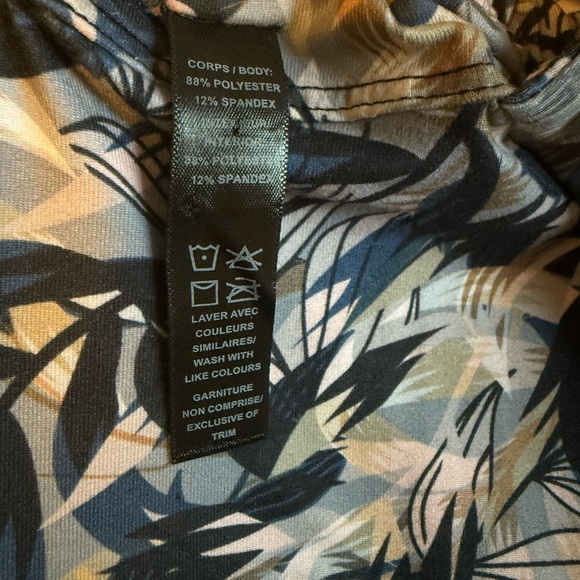 CORPS / BODY:
88% POLYESTER
12% SPANDEX
88% POLYESTER
12% SPANDEX
LAVER AVEC
COULEURS
SIMILAIRES/
WASH WITH
LIKE COLOURS
GARNITURE
NON COMPRISE/
EXCLUSIVE OF
TRIM